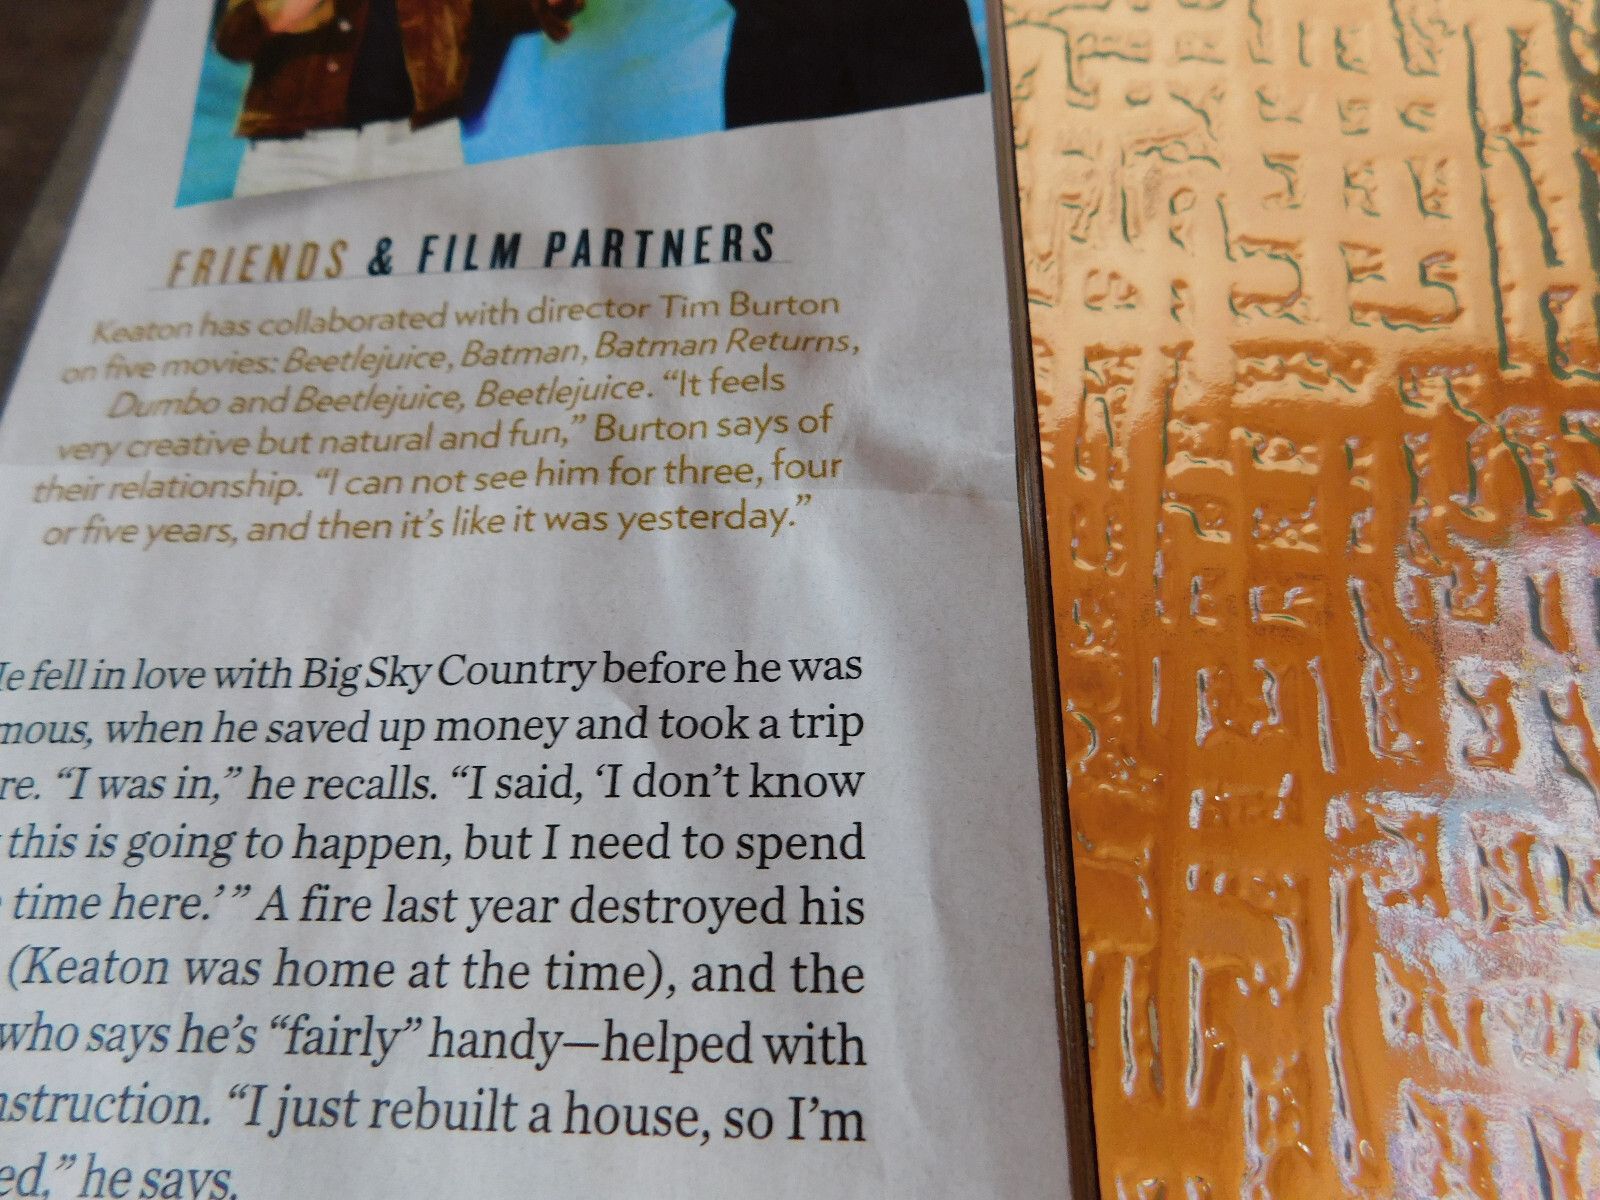 FRIENDS & FILM PARTNERS
Keaton has collaborated with director Tim Burton
on five movies: Beetlejuice, Batman, Batman Returns,
Dumbo and Beetlejuice, Beetlejuice. “It feels
very creative but natural and fun,” Burton says of
their relationship. “I can not see him for three, four
or five years, and then it’s like it was yesterday.”
fell in love with Big Sky Country before he was
when he saved up money and took a trip
“I was in,” he recalls. “I said, ‘I don’t know
this is going to happen, but I need to spend
time here.’” A fire last year destroyed his
(Keaton was home at the time), and the
who says he’s “fairly” handy—helped with
“I just rebuilt a house, so I’m
he says.